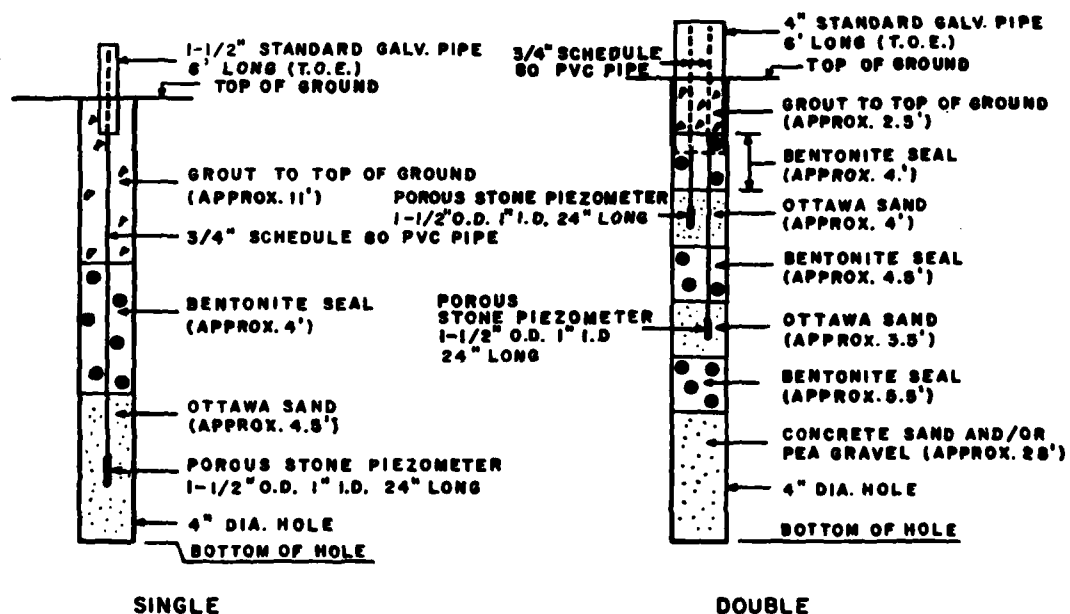 1-1/2" STANDARD GALV. PIPE
6' LONG (T.O.E.)
TOP OF GROUND
GROUT TO TOP OF GROUND
(APPROX. 11')
3/4" SCHEDULE 80 PVC PIPE
BENTONITE SEAL
(APPROX. 4')
OTTAWA SAND
(APPROX. 4.5')
POROUS STONE PIEZOMETER
1-1/2" O.D. 1" I.D. 24" LONG
4" DIA. HOLE
BOTTOM OF HOLE
SINGLE
4" STANDARD GALV. PIPE
6' LONG (T.O.E.)
3/4" SCHEDULE
80 PVC PIPE
TOP OF GROUND
GROUT TO TOP OF GROUND
(APPROX. 2.5')
BENTONITE SEAL
(APPROX. 4.')
POROUS STONE PIEZOMETER
1-1/2" O.D. 1" I.D. 24" LONG
OTTAWA SAND
(APPROX. 4')
BENTONITE SEAL
(APPROX. 4.5')
POROUS
STONE PIEZOMETER
1-1/2" O.D. 1" I.D
24" LONG
OTTAWA SAND
(APPROX. 3.5')
BENTONITE SEAL
(APPROX. 5.5')
CONCRETE SAND AND/OR
PEA GRAVEL (APPROX. 28')
4" DIA. HOLE
BOTTOM OF HOLE
DOUBLE